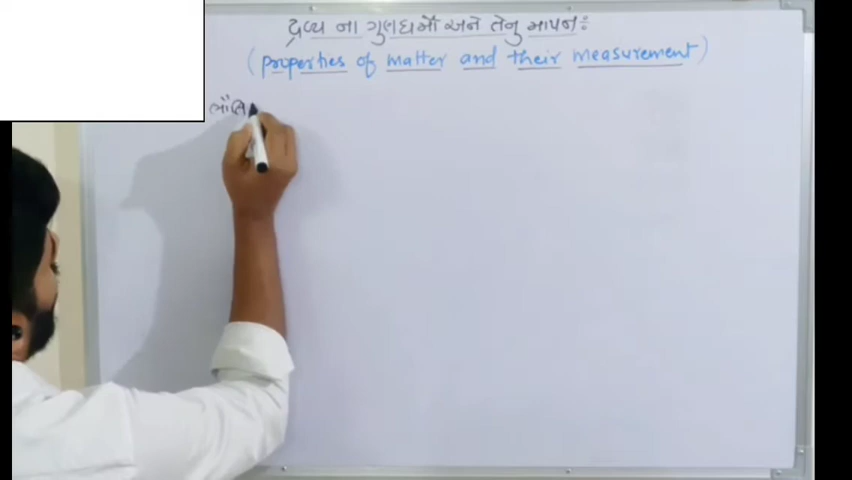 દ્રવ્ય ના ગુણધર્મો અને તેનુ માપન :
(properties of matter and their measurement)
ભૌતિ